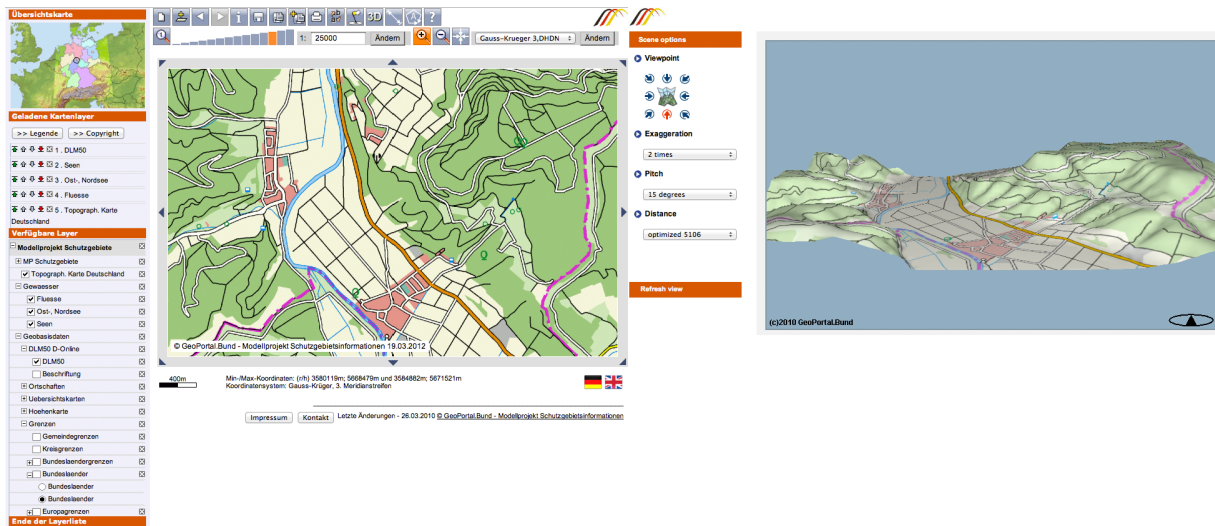 Übersichtskarte
Geladene Kartenlayer
>> Legende
>> Copyright
1 . DLM50
2 . Seen
3 . Ost-, Nordsee
4 . Fluesse
5 . Topograph. Karte
Deutschland
Verfügbare Layer
Modellprojekt Schutzgebiete
MP Schutzgebiete
Topograph. Karte Deutschland
Gewaesser
Fluesse
Ost-, Nordsee
Seen
Geobasisdaten
DLM50 D-Online
DLM50
Beschriftung
Ortschaften
Uebersichtskarten
Hoehenkarte
Grenzen
Gemeindegrenzen
Kreisgrenzen
Bundeslaendergrenzen
Bundeslaender
Bundeslaender
Bundeslaender
Europagrenzen
Ende der Layerliste
3D
?
1: 25000
Ändern
Gauss-Krueger 3,DHDN
Ändern
© GeoPortal.Bund - Modellprojekt Schutzgebietsinformationen 19.03.2012
400m
Min-/Max-Koordinaten: (r/h) 3580119m; 5668479m und 3584882m; 5671521m
Koordinatensystem: Gauss-Krüger, 3. Meridianstreifen
Impressum
Kontakt
Letzte Änderungen - 26.03.2010 © GeoPortal.Bund - Modellprojekt Schutzgebietsinformationen
Scene options
Viewpoint
Exaggeration
2 times
Pitch
15 degrees
Distance
optimized 5106
Refresh view
(c)2010 GeoPortal.Bund